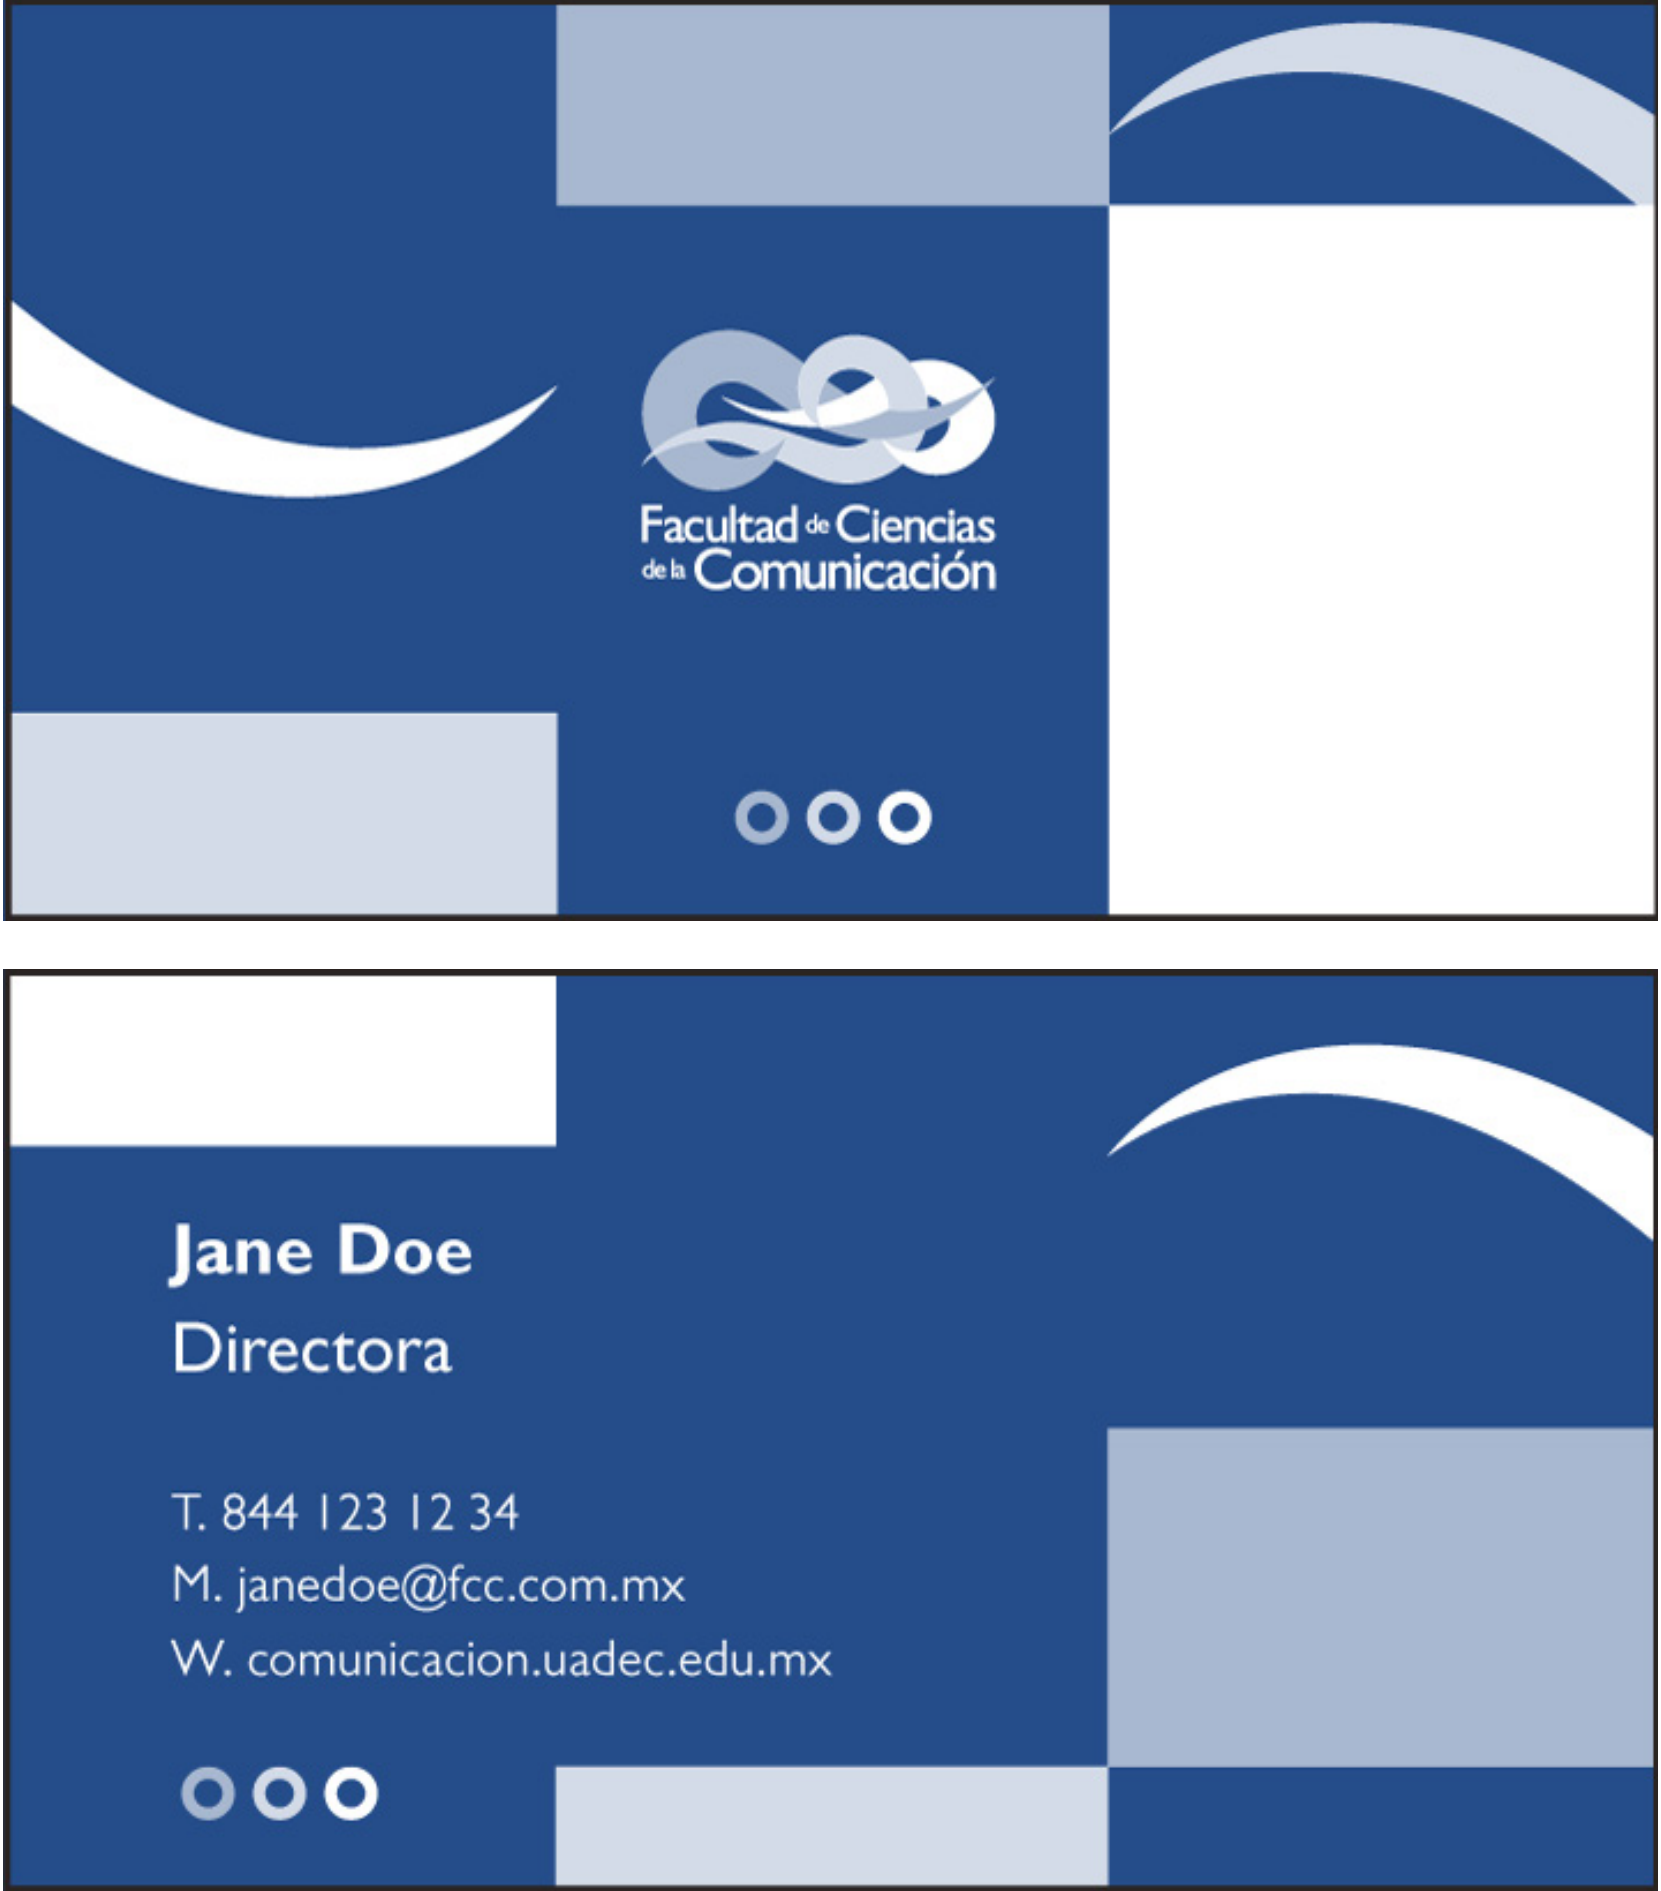 Facultad de Ciencias
de la Comunicación
Jane Doe
Directora
T. 844 123 12 34
M. janedoe@fcc.com.mx
W. comunicacion.uadec.edu.mx